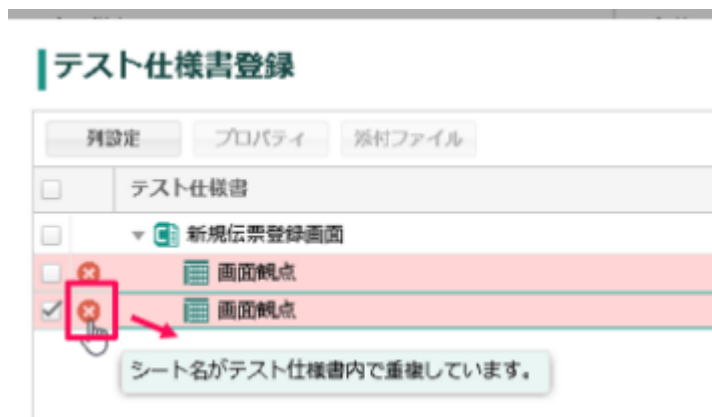 テスト仕様書登録
列設定 プロパティ 添付ファイル
テスト仕様書
新規伝票登録画面
画面観点
画面観点
シート名がテスト仕様書内で重複しています。